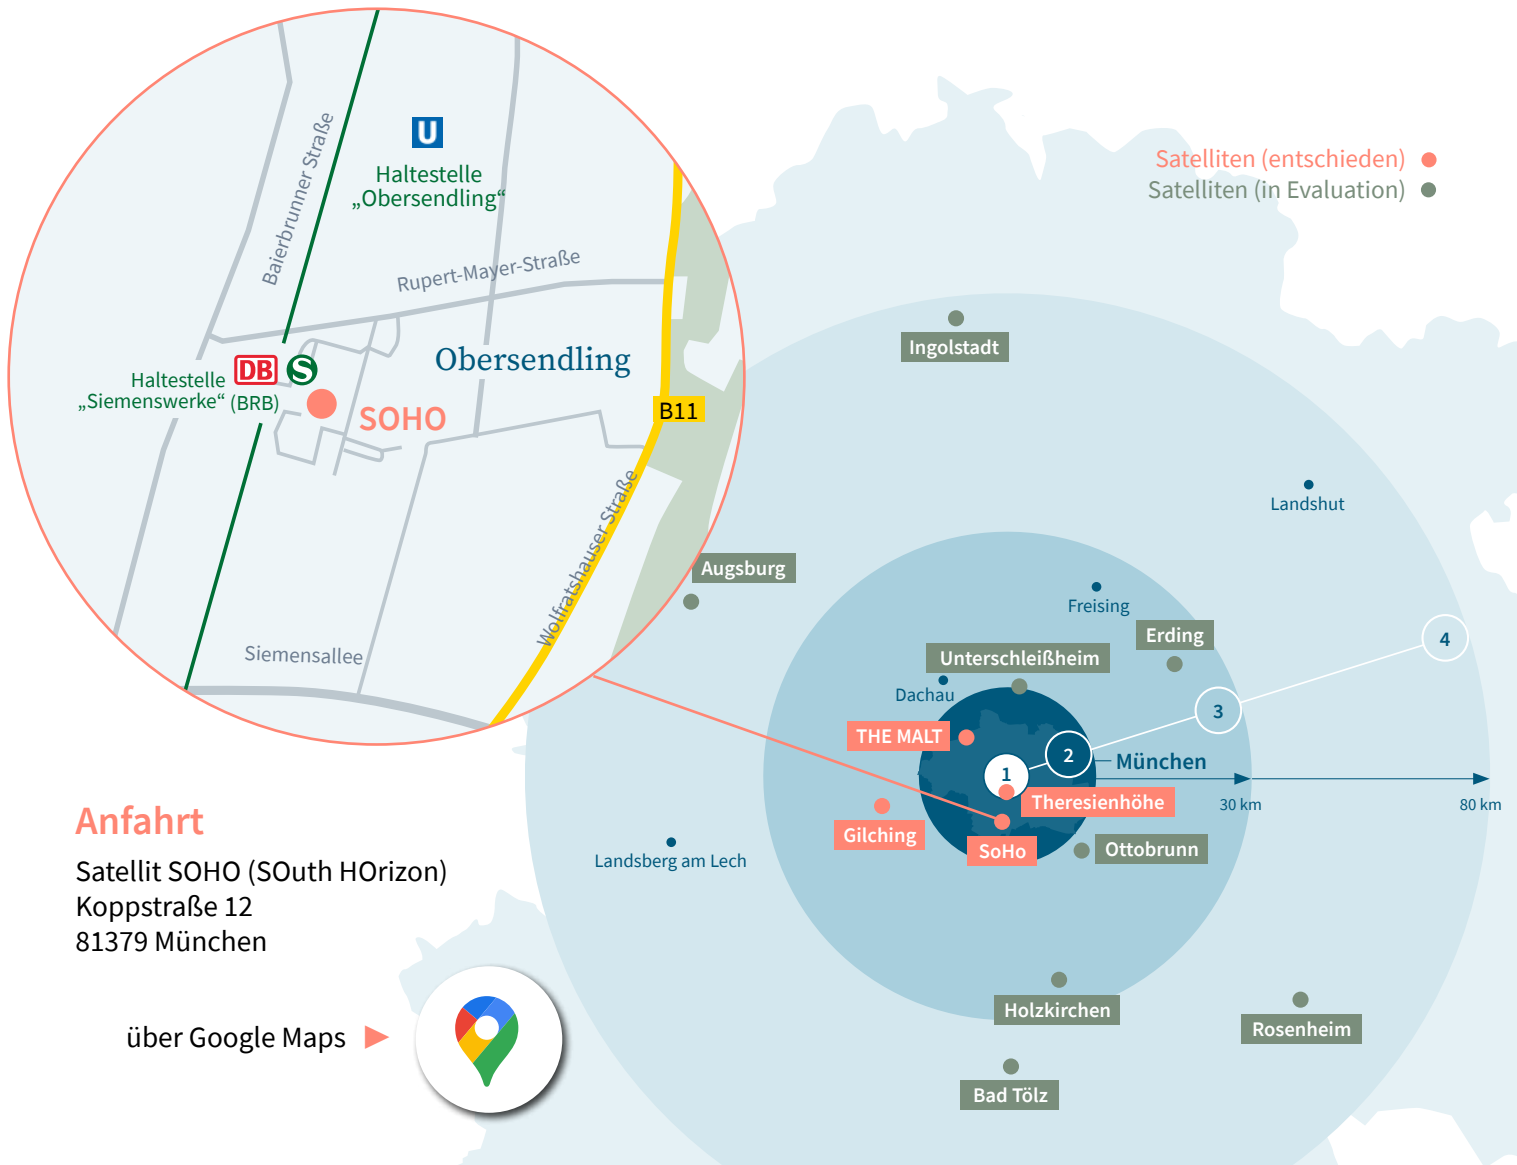 Baierbrunner Straße
U
Haltestelle
„Obersendling“
Rupert-Mayer-Straße
Obersendling
Haltestelle
„Siemenswerke“ (BRB)
DB
S
SOHO
B11
Wolfratshauser Straße
Siemensallee
Satelliten (entschieden)
Satelliten (in Evaluation)
Ingolstadt
Landshut
Augsburg
Freising
Erding
Unterschleißheim
Dachau
THE MALT
1
2
3
4
München
30 km
80 km
Theresienhöhe
Gilching
SoHo
Ottobrunn
Landsberg am Lech
Holzkirchen
Rosenheim
Bad Tölz
Anfahrt
Satellit SOHO (SOuth HOrizon)
Koppstraße 12
81379 München
über Google Maps